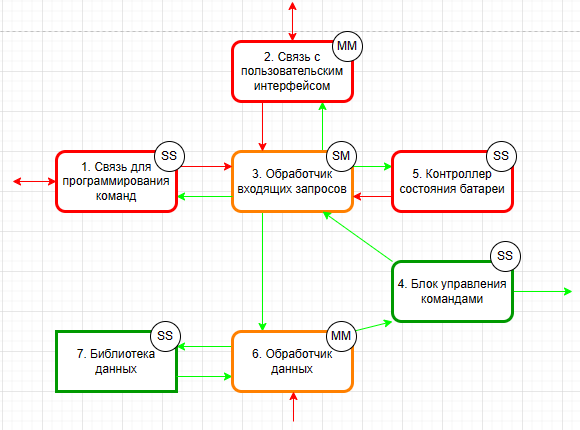 MM
2. Связь с
пользовательским
интерфейсом
SS
1. Связь для
программирования
команд
SM
3. Обработчик
входящих запросов
SS
5. Контроллер
состояния батареи
SS
4. Блок управления
командами
SS
7. Библиотека
данных
MM
6. Обработчик
данных